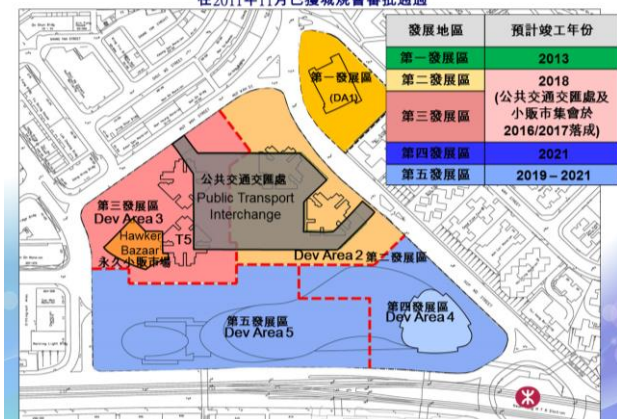 在2011年11月已獲城規會審批通過
發展地區
預計竣工年份
第一發展區
2013
第二發展區
2018
(公共交通交匯處及
小販市集會於
2016/2017落成)
第三發展區
第四發展區
2021
第五發展區
2019 – 2021
第一發展區
(DA1)
公共交通交匯處
Public Transport
Interchange
第三發展區
Dev Area 3
Hawker
Bazaar
永久小販市場
T5
Dev Area 2 第二發展區
第四發展區
Dev Area 4
第五發展區
Dev Area 5